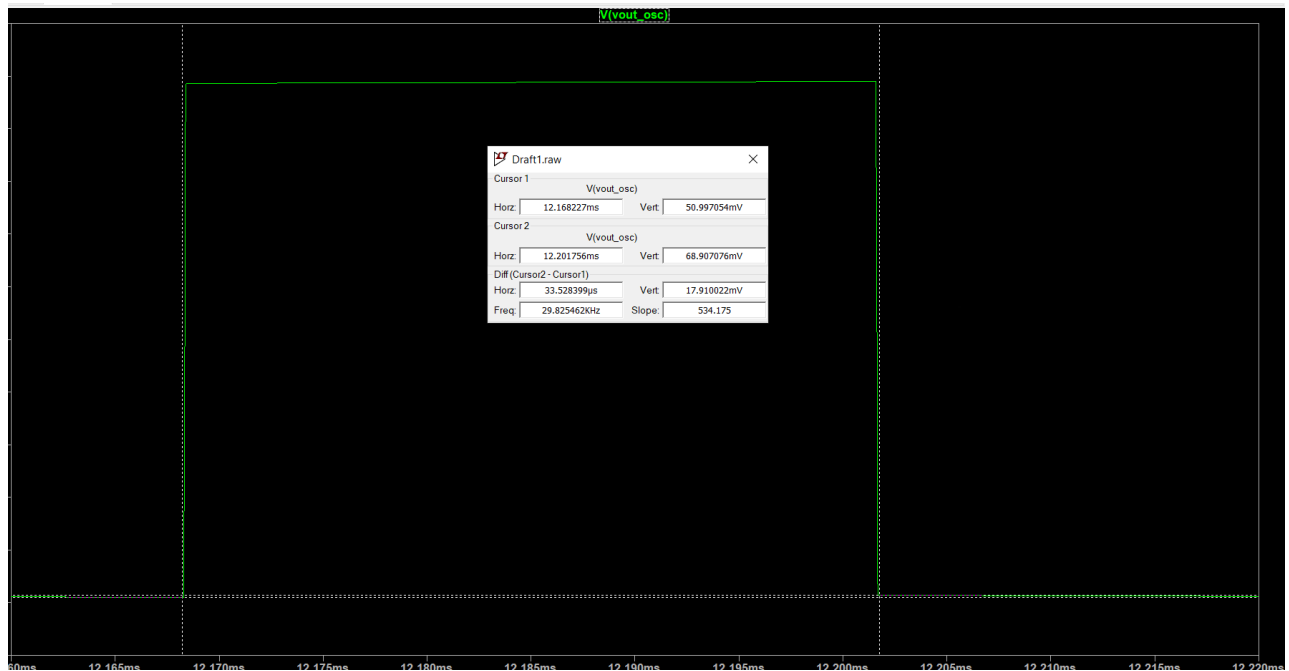 V(vout_osc)
Draft1.raw
Cursor 1
V(vout_osc)
Horz: 12.168227ms Vert: 50.997054mV
Cursor 2
V(vout_osc)
Horz: 12.201756ms Vert: 68.907076mV
Diff (Cursor2 - Cursor1)
Horz: 33.528399µs Vert: 17.910022mV
Freq: 29.825462KHz Slope: 534.175
60ms 12.165ms 12.170ms 12.175ms 12.180ms 12.185ms 12.190ms 12.195ms 12.200ms 12.205ms 12.210ms 12.215ms 12.220ms